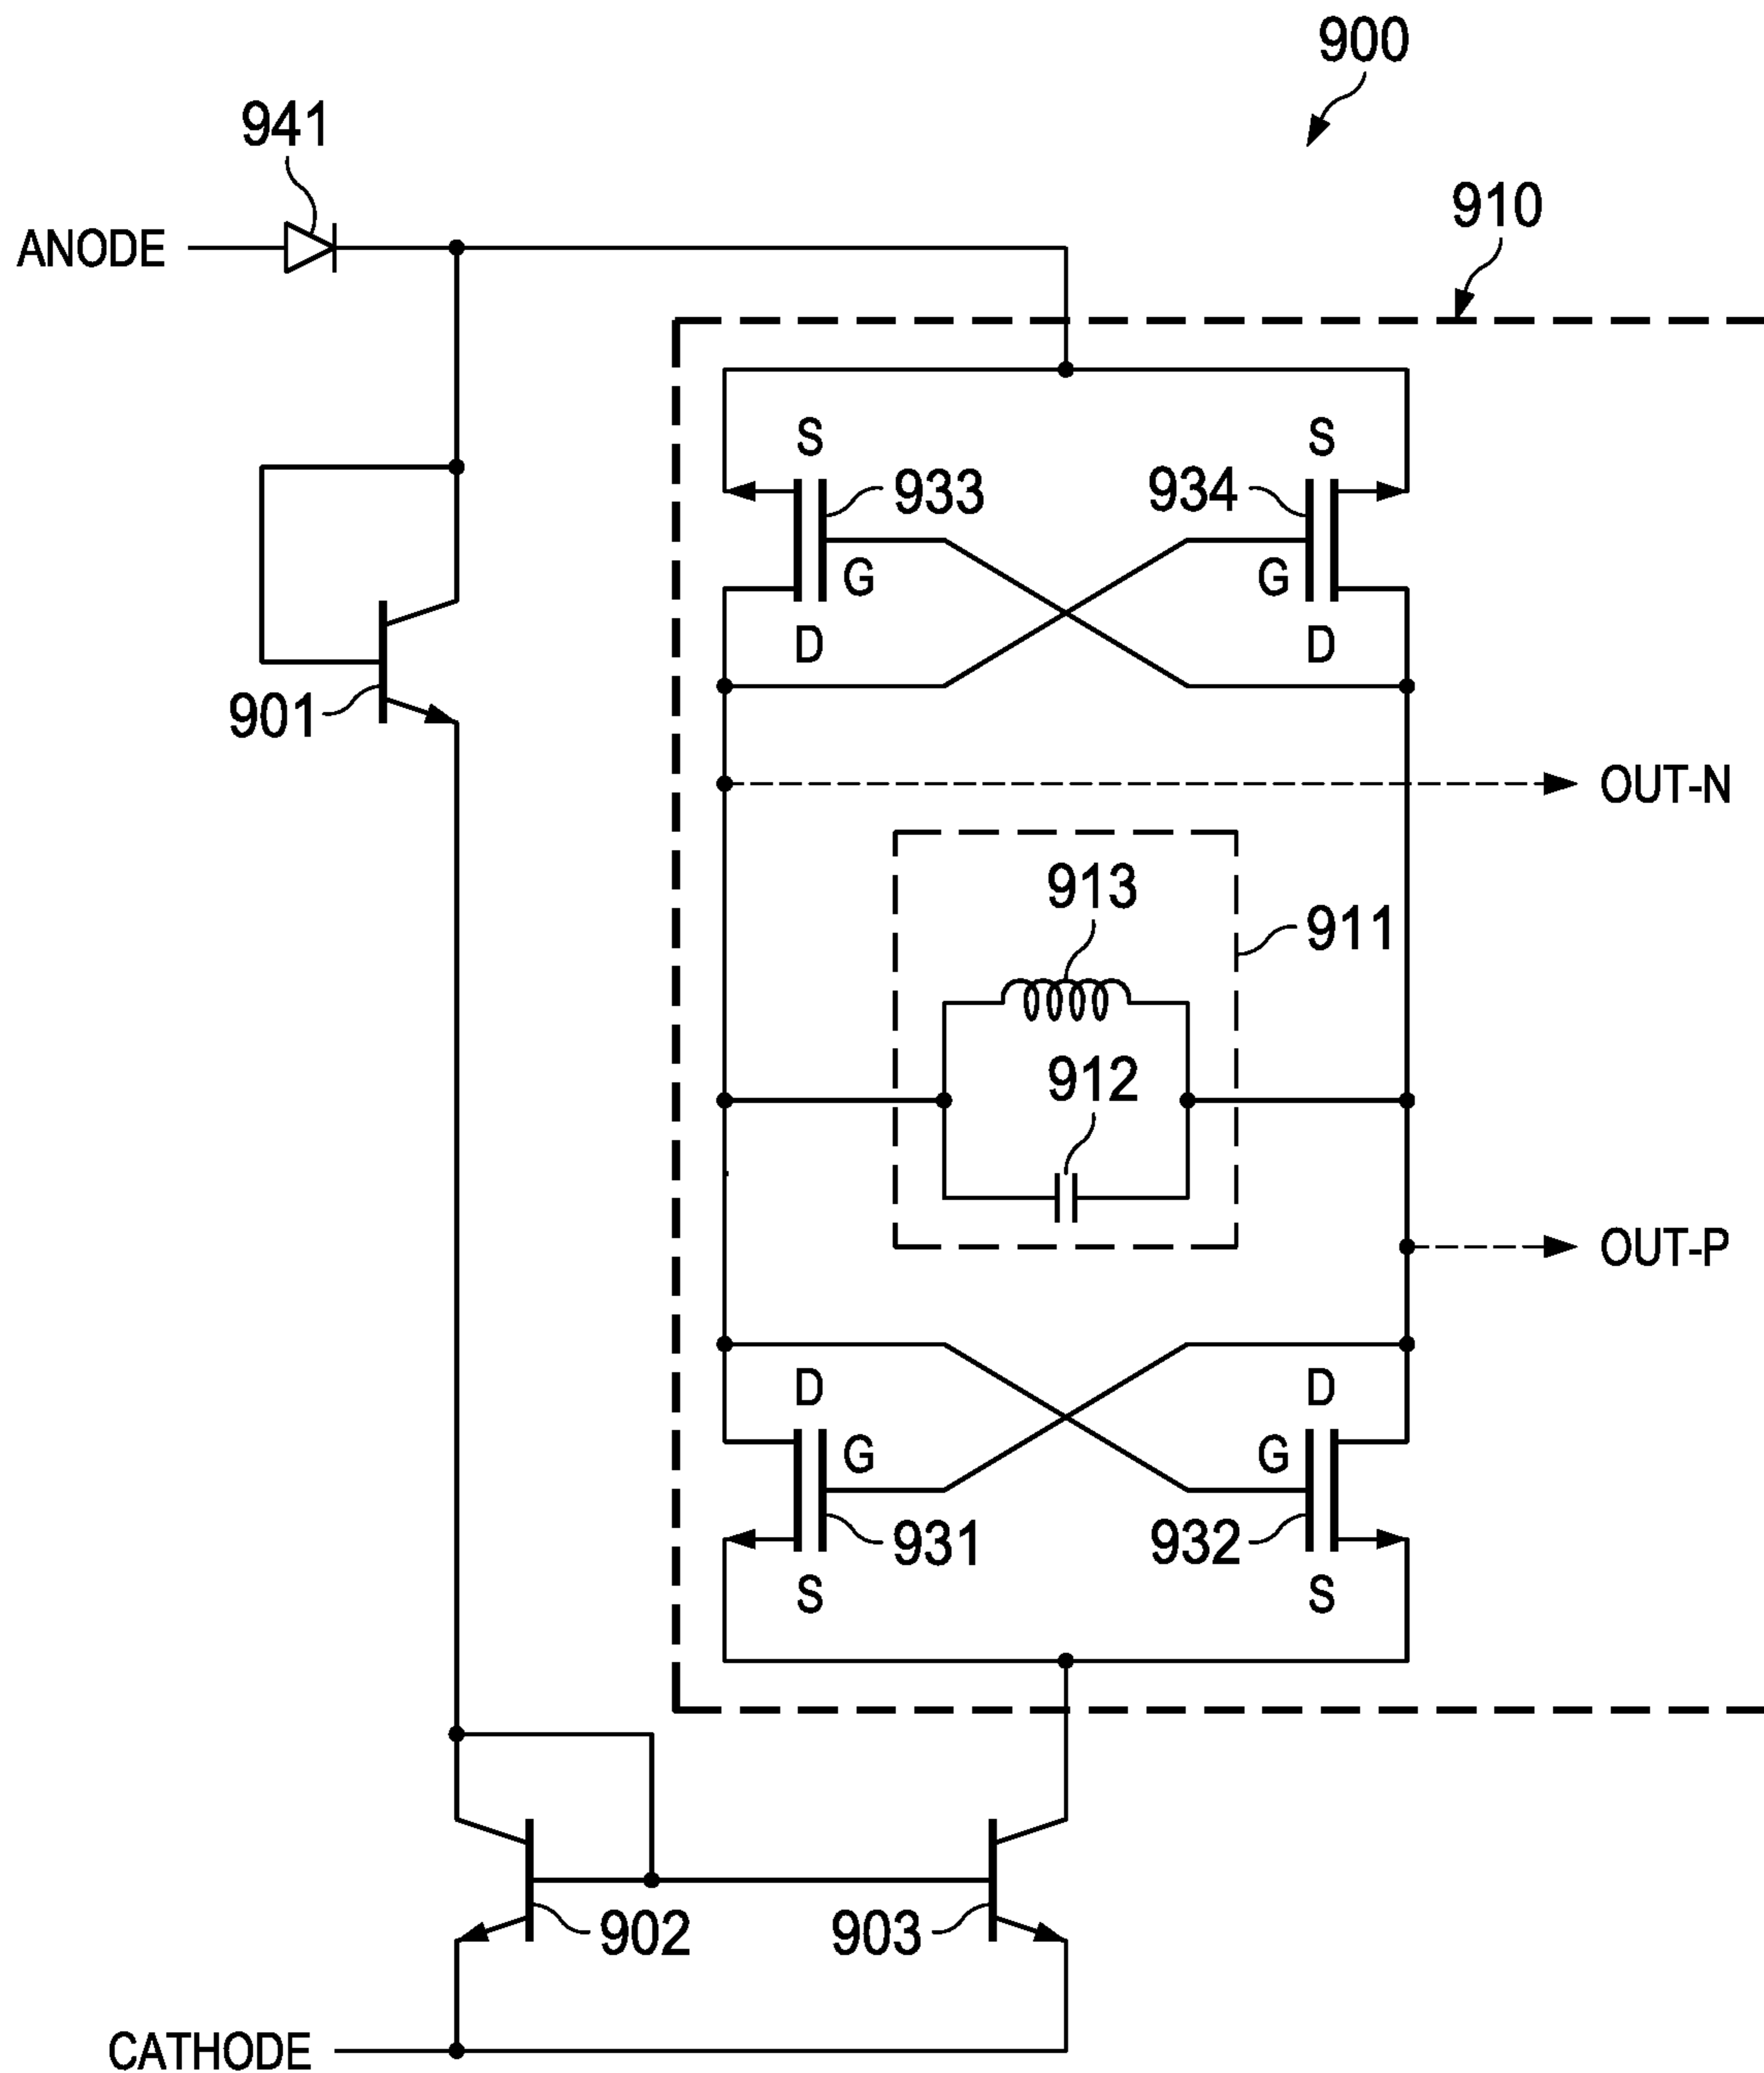 900
941
910
ANODE
S
S
933
934
G
G
901
D
D
OUT-N
913
911
912
OUT-P
D
D
G
G
931
932
S
S
902
903
CATHODE